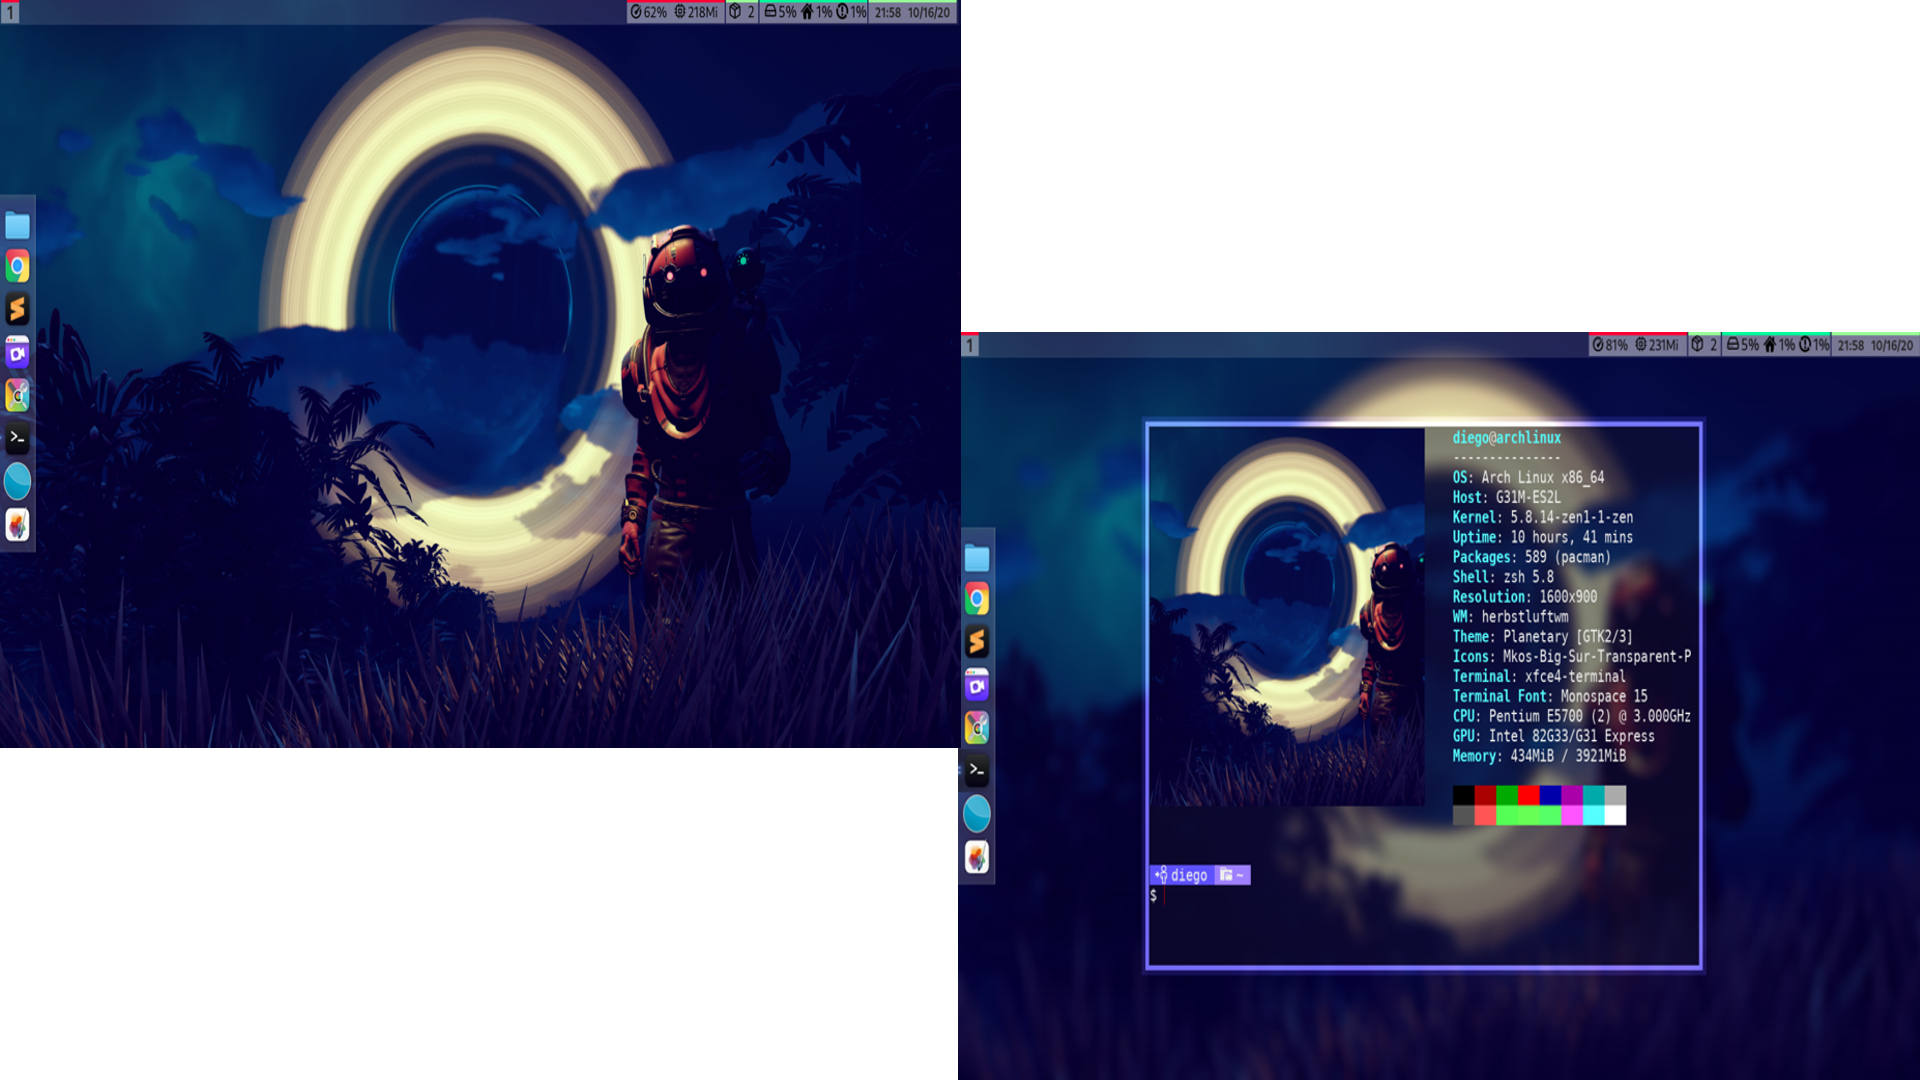 1
62% 218Mi 2 5% 1% 1% 21:58 10/16/20
1
81% 231Mi 2 5% 1% 1% 21:58 10/16/20
diego@archlinux
---------------
OS: Arch Linux x86_64
Host: G31M-ES2L
Kernel: 5.8.14-zen1-1-zen
Uptime: 10 hours, 41 mins
Packages: 589 (pacman)
Shell: zsh 5.8
Resolution: 1600x900
WM: herbstluftwm
Theme: Planetary [GTK2/3]
Icons: Mkos-Big-Sur-Transparent-P
Terminal: xfce4-terminal
Terminal Font: Monospace 15
CPU: Pentium E5700 (2) @ 3.000GHz
GPU: Intel 82G33/G31 Express
Memory: 434MiB / 3921MiB
diego ~
$